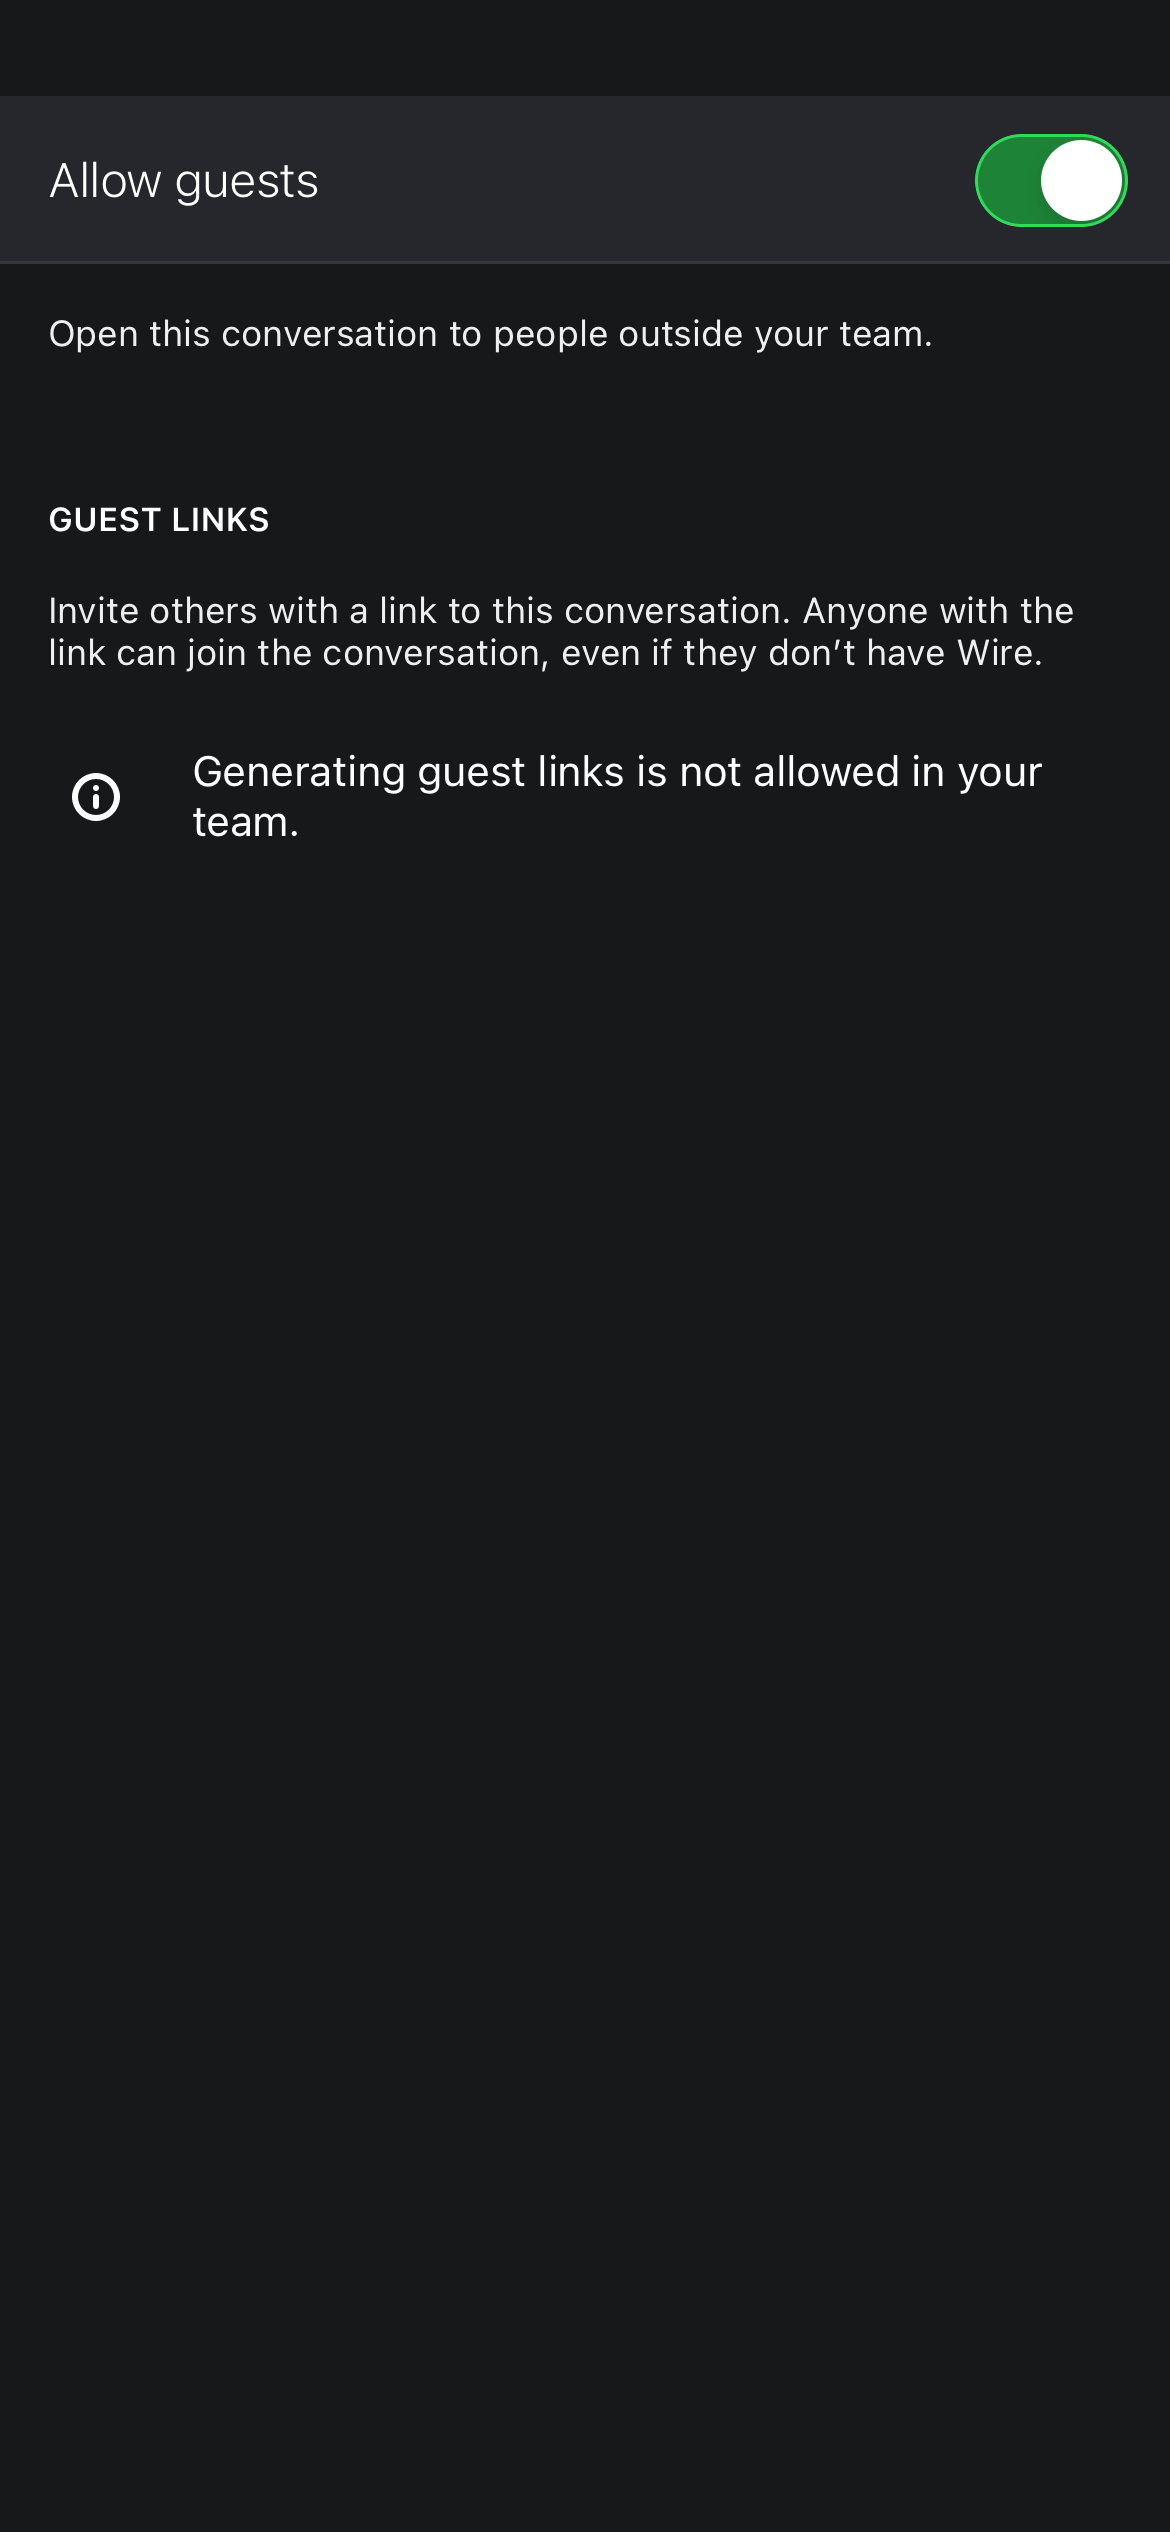 Allow guests
Open this conversation to people outside your team.
GUEST LINKS
Invite others with a link to this conversation. Anyone with the
link can join the conversation, even if they don’t have Wire.
Generating guest links is not allowed in your
team.